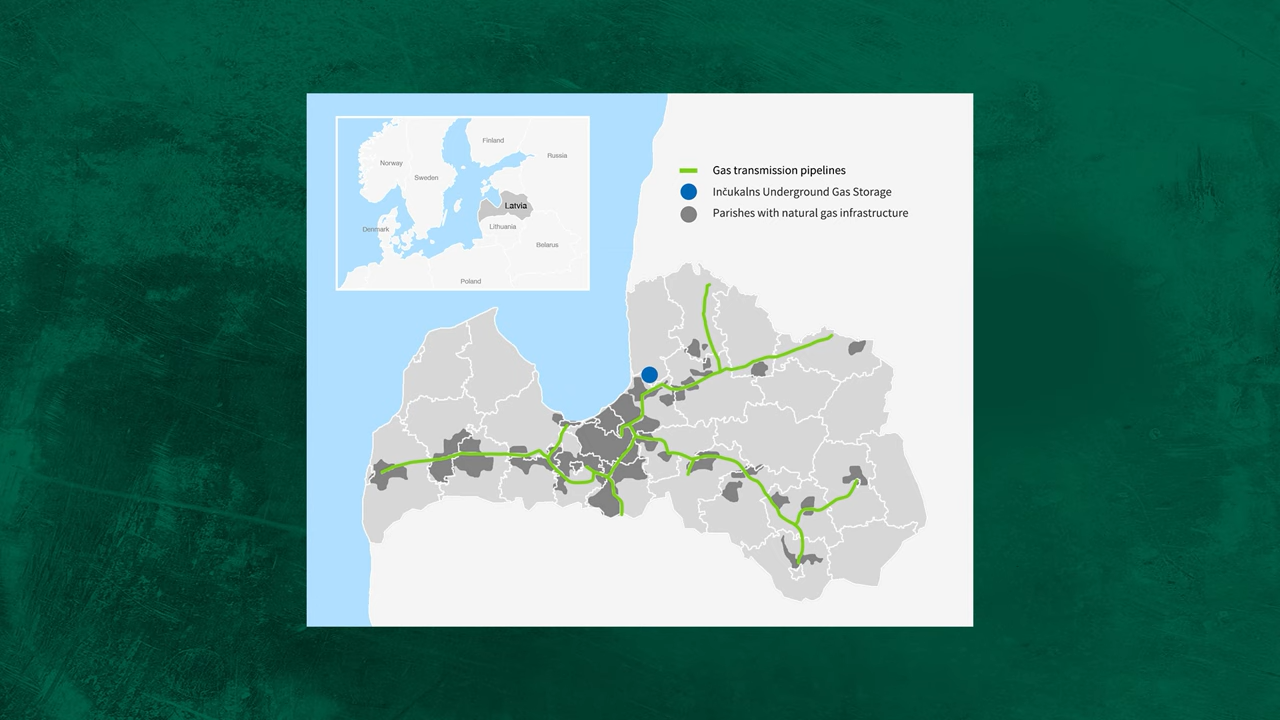 Finland
Russia
Norway
Sweden
Latvia
Lithuania
Denmark
Belarus
Poland
Gas transmission pipelines
Inčukalns Underground Gas Storage
Parishes with natural gas infrastructure